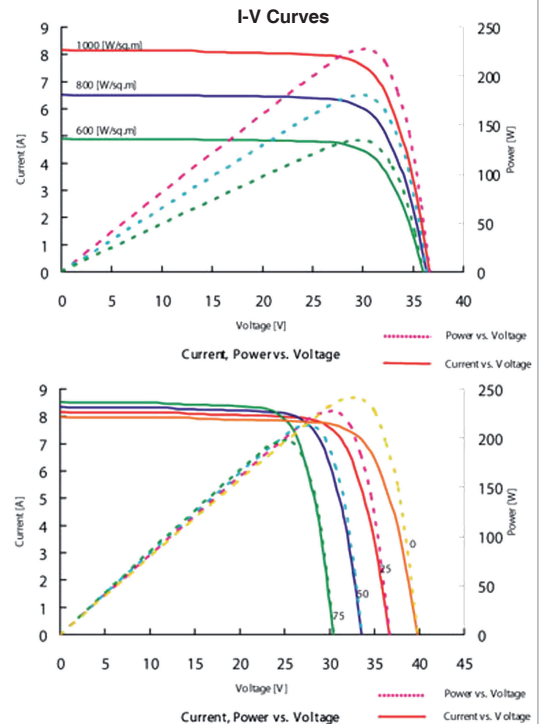 I-V Curves
9 250
8 1000 [W/sq.m] 200
7 800 [W/sq.m]
6
5 600 [W/sq.m] 150
4 100
3
2 50
1
0 0
Current [A]
Power [W]
0 5 10 15 20 25 30 35 40
Voltage [V]
Power vs. Voltage
Current, Power vs. Voltage
Current vs. Voltage
9 250
8 200
7
6 150
5
4 100
3
2 50
1
0 0
Current [A]
Power [W]
0
25
50
75
0 5 10 15 20 25 30 35 40 45
Voltage [V]
Power vs. Voltage
Current, Power vs. Voltage
Current vs. Voltage